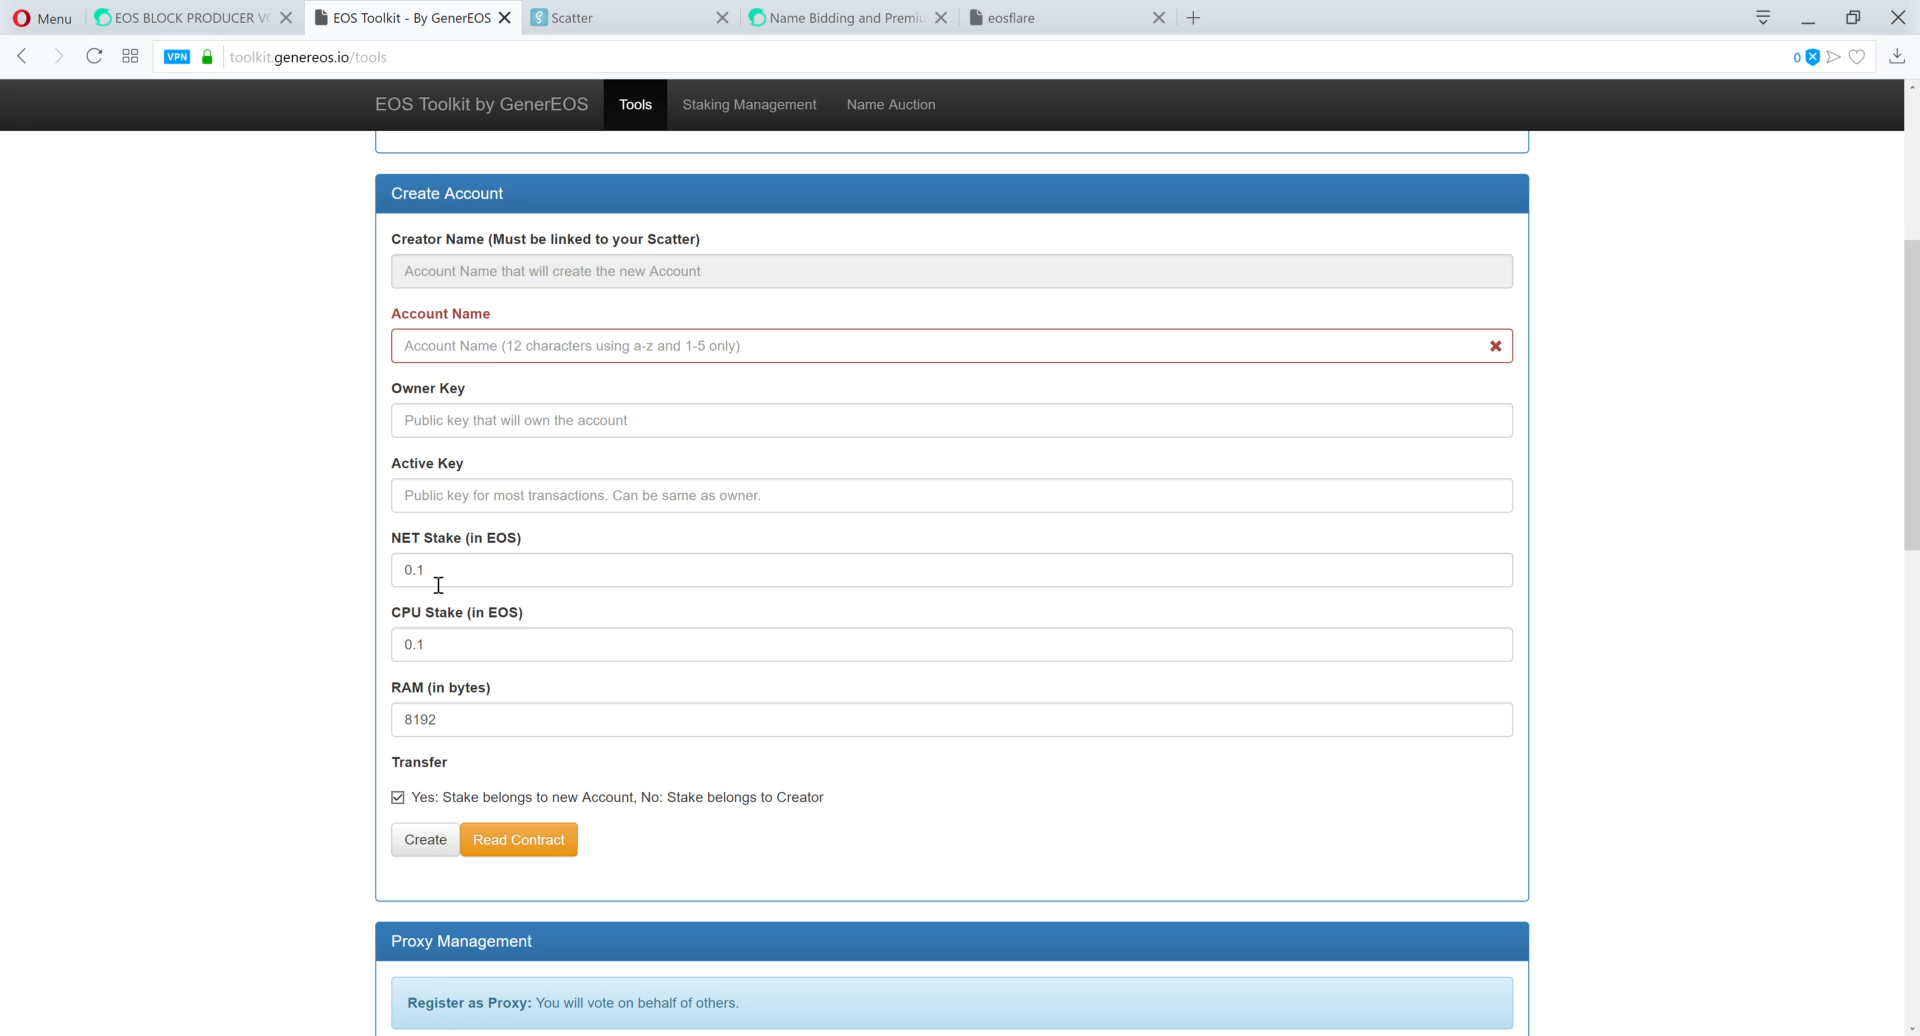 Menu
EOS BLOCK PRODUCER VO
EOS Toolkit - By GenerEOS
Scatter
Name Bidding and Premiu
eosflare
VPN
toolkit.genereos.io/tools
0
EOS Toolkit by GenerEOS
Tools
Staking Management
Name Auction
Create Account
Creator Name (Must be linked to your Scatter)
Account Name that will create the new Account
Account Name
Account Name (12 characters using a-z and 1-5 only)
Owner Key
Public key that will own the account
Active Key
Public key for most transactions. Can be same as owner.
NET Stake (in EOS)
0.1
CPU Stake (in EOS)
0.1
RAM (in bytes)
8192
Transfer
Yes: Stake belongs to new Account, No: Stake belongs to Creator
Create
Read Contract
Proxy Management
Register as Proxy: You will vote on behalf of others.